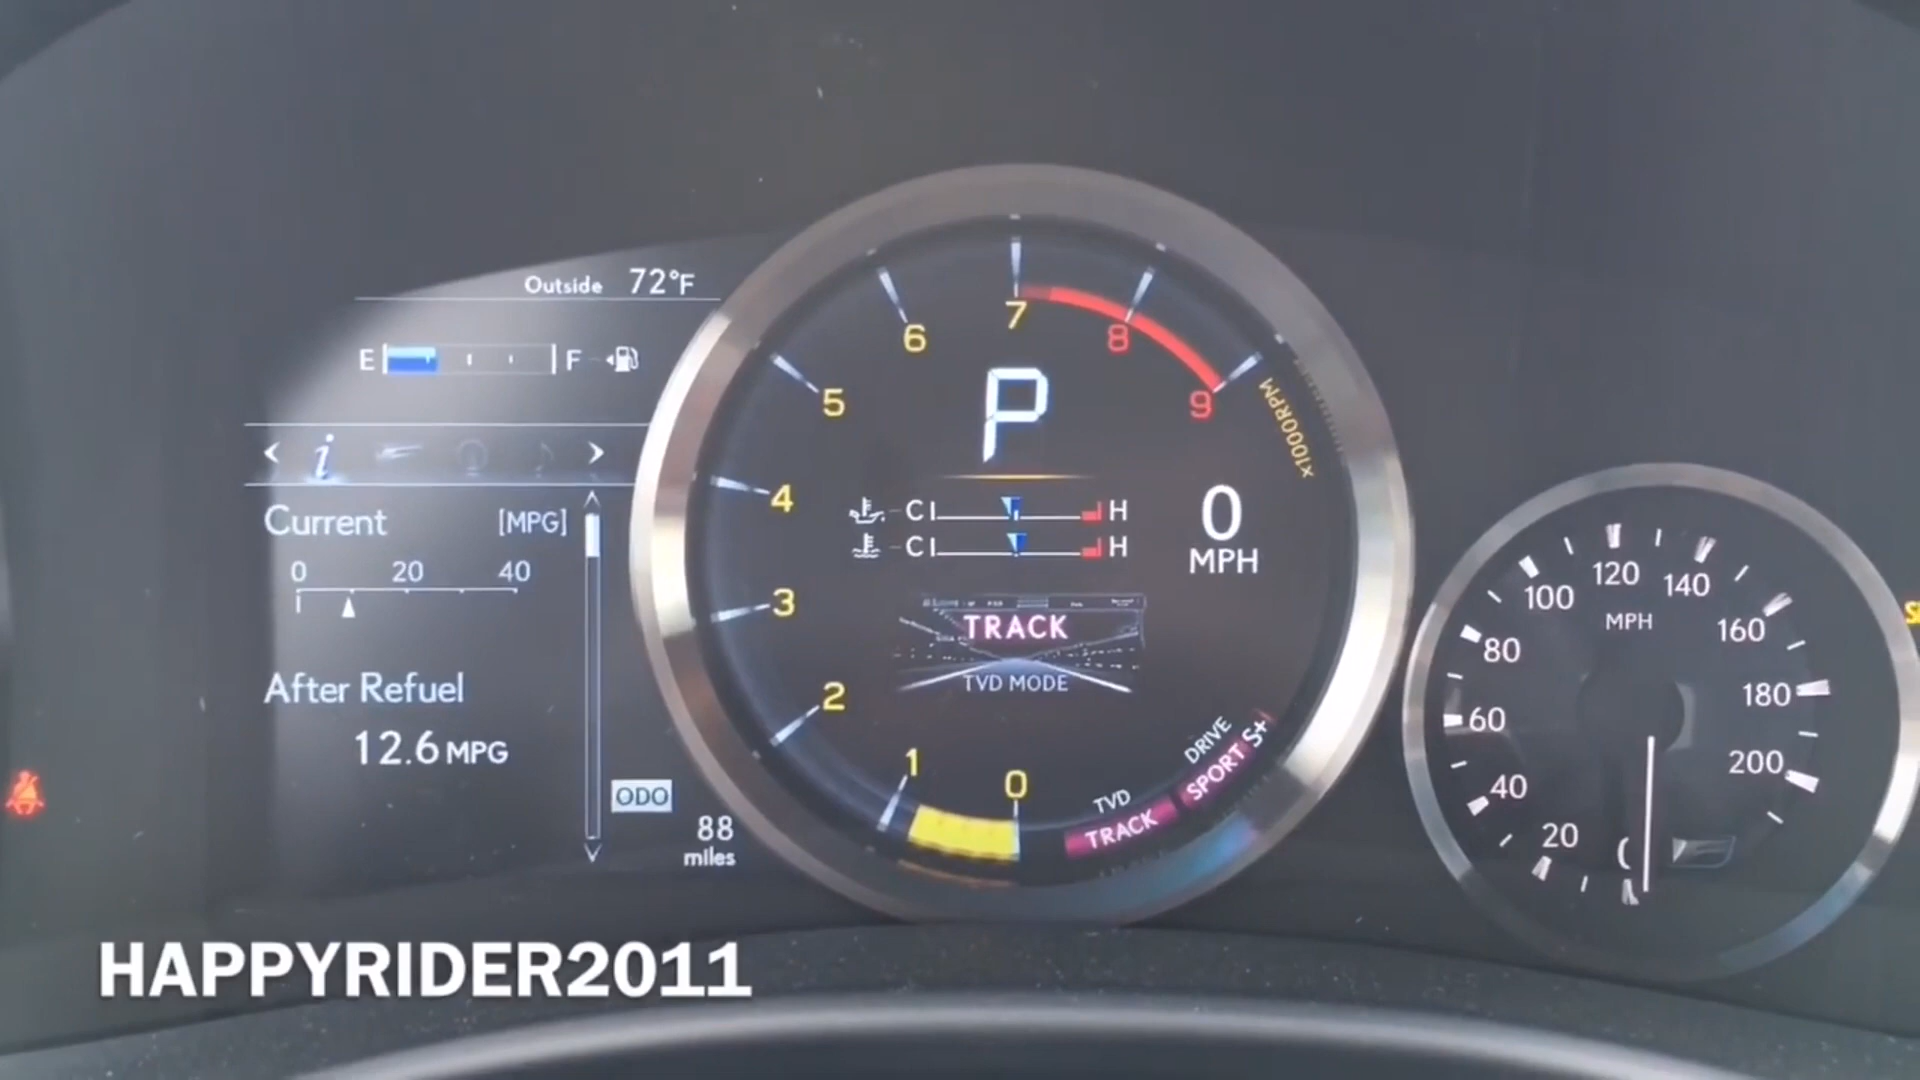 Outside 72°F
E F
< i >
Current [MPG]
0 20 40
After Refuel
12.6 MPG
ODO
88
miles
0
1
2
3
4
5
6
7
8
9
x1000RPM
P
C H
C H
0
MPH
TRACK
TVD MODE
TVD
TRACK
DRIVE
SPORT S+
20
40
60
80
100
120
140
160
180
200
MPH
HAPPYRIDER2011